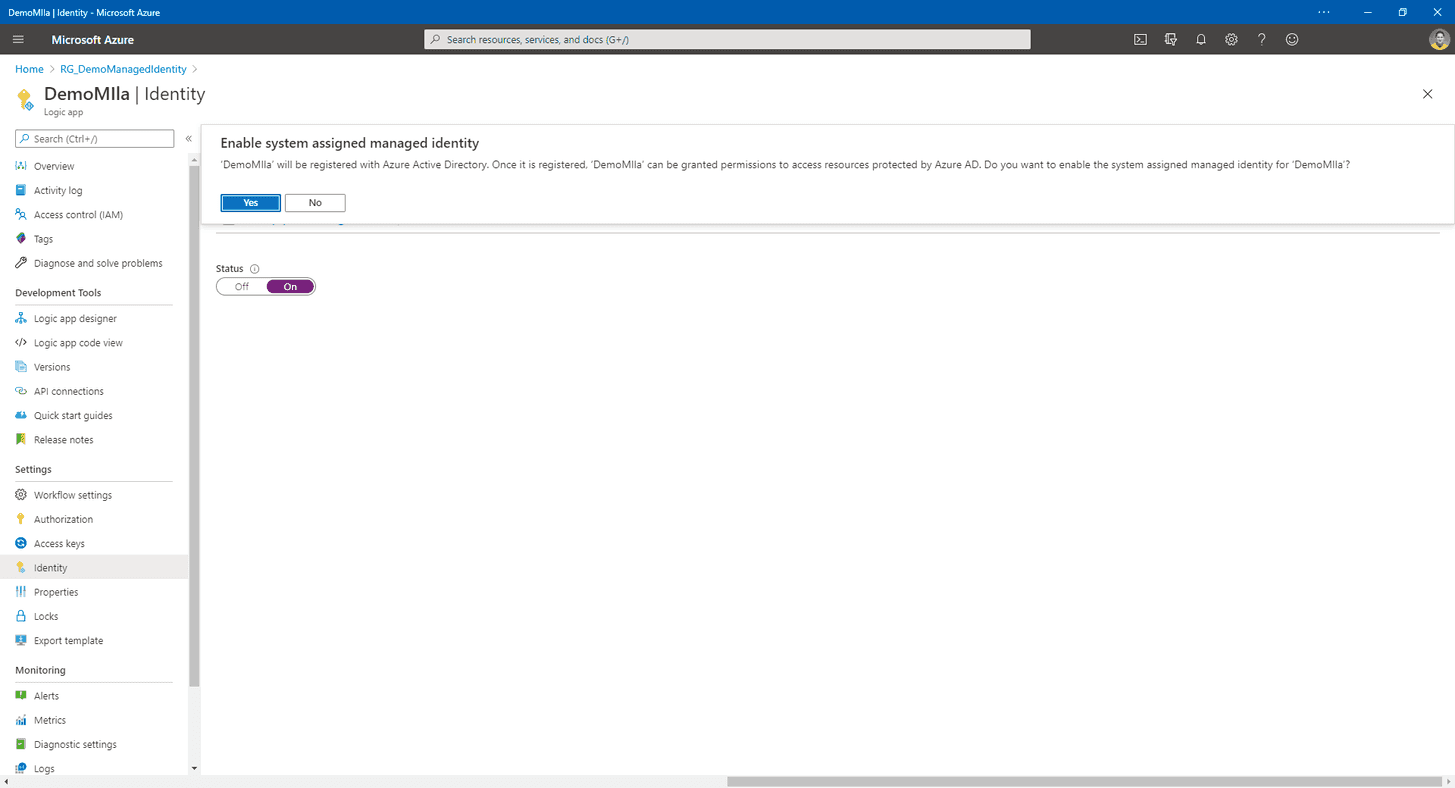 DemoMIla | Identity - Microsoft Azure
Microsoft Azure
Search resources, services, and docs (G+/)
Home > RG_DemoManagedIdentity >
DemoMIla | Identity
Logic app
Search (Ctrl+/)
«
Enable system assigned managed identity
'DemoMIla' will be registered with Azure Active Directory. Once it is registered, 'DemoMIla' can be granted permissions to access resources protected by Azure AD. Do you want to enable the system assigned managed identity for 'DemoMIla'?
Yes
No
Status
Off
On
Overview
Activity log
Access control (IAM)
Tags
Diagnose and solve problems
Development Tools
Logic app designer
Logic app code view
Versions
API connections
Quick start guides
Release notes
Settings
Workflow settings
Authorization
Access keys
Identity
Properties
Locks
Export template
Monitoring
Alerts
Metrics
Diagnostic settings
Logs